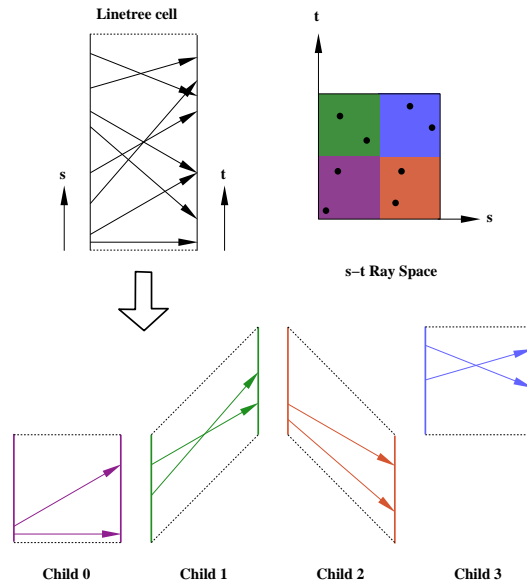 Linetree cell
t
s
t
s
s−t Ray Space
Child 0
Child 1
Child 2
Child 3